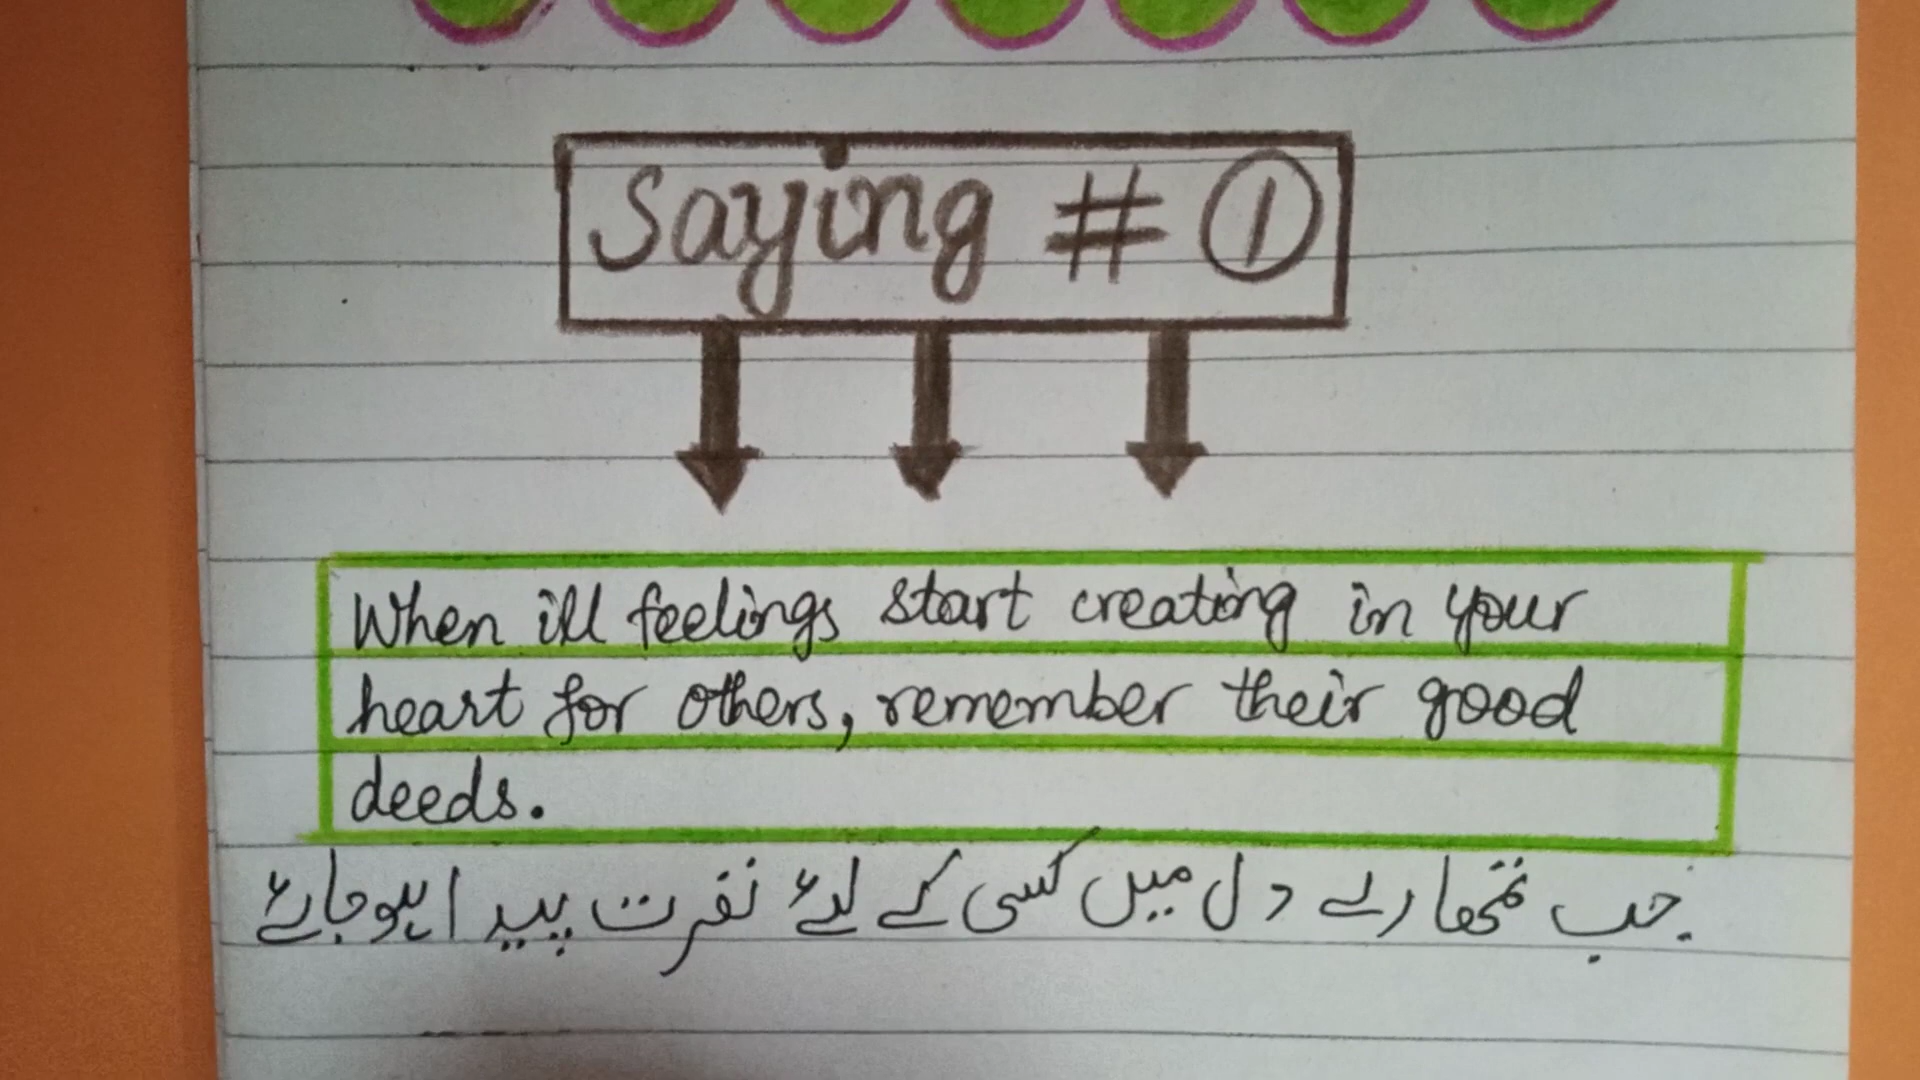 Saying # 1
When ill feelings start creating in your
heart for others, remember their good
deeds.
جب تمھارے دل میں کسی کے لئے نفرت پیدا ہو جائے